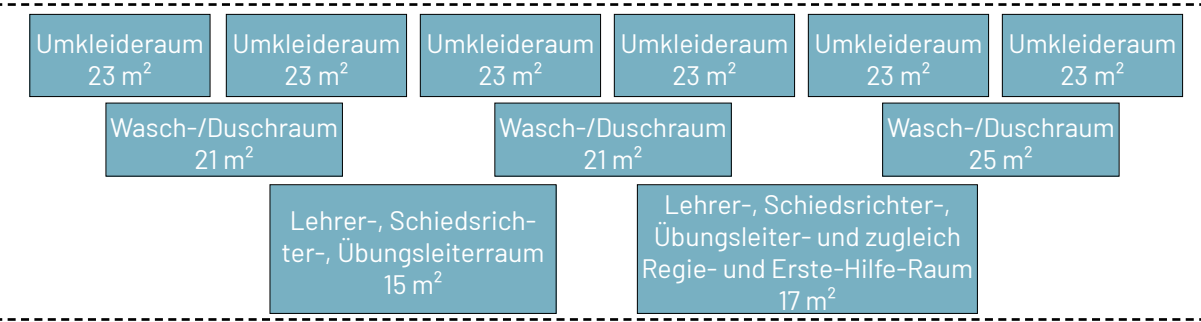 Umkleideraum
23 m²
Umkleideraum
23 m²
Umkleideraum
23 m²
Umkleideraum
23 m²
Umkleideraum
23 m²
Umkleideraum
23 m²
Wasch-/Duschraum
21 m²
Wasch-/Duschraum
21 m²
Wasch-/Duschraum
25 m²
Lehrer-, Schiedsrich-
ter-, Übungsleiterraum
15 m²
Lehrer-, Schiedsrichter-,
Übungsleiter- und zugleich
Regie- und Erste-Hilfe-Raum
17 m²